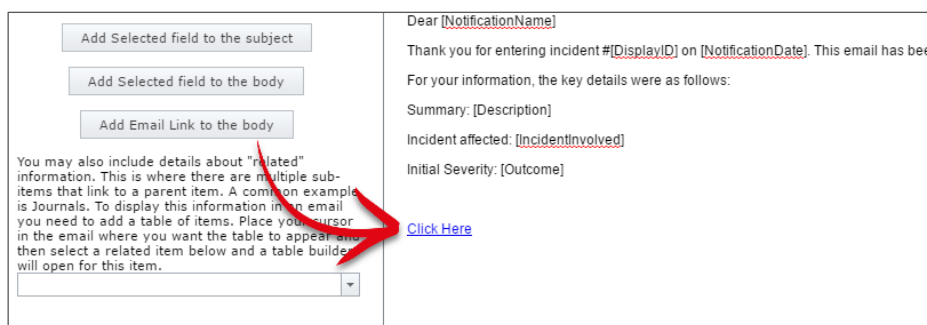 Add Selected field to the subject
Add Selected field to the body
Add Email Link to the body
You may also include details about "related"
information. This is where there are multiple sub-
items that link to a parent item. A common example
is Journals. To display this information in an email
you need to add a table of items. Place your cursor
in the email where you want the table to appear and
then select a related item below and a table builder
will open for this item.
Dear [NotificationName]
Thank you for entering incident #[DisplayID] on [NotificationDate]. This email has bee
For your information, the key details were as follows:
Summary: [Description]
Incident affected: [IncidentInvolved]
Initial Severity: [Outcome]
Click Here